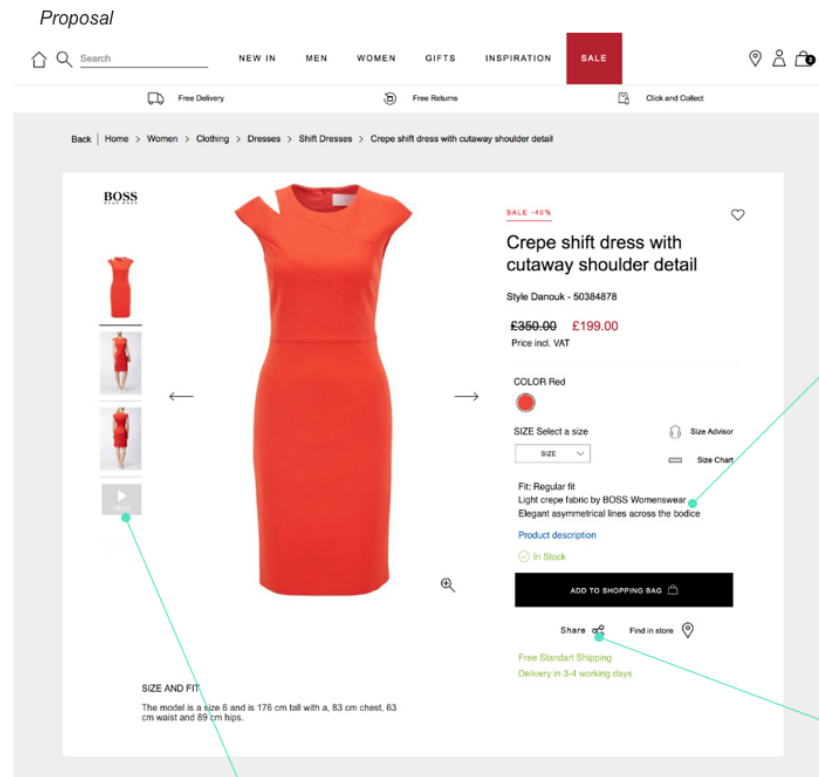 Proposal
Search
NEW IN MEN WOMEN GIFTS INSPIRATION SALE
2
Free Delivery Free Returns Click and Collect
Back | Home > Women > Clothing > Dresses > Shift Dresses > Crepe shift dress with cutaway shoulder detail
BOSS
HUGO BOSS
SALE -40%
Crepe shift dress with
cutaway shoulder detail
Style Danouk - 50384878
£350.00 £199.00
Price incl. VAT
COLOR Red
SIZE Select a size
Size Advisor
SIZE
Size Chart
Fit: Regular fit
Light crepe fabric by BOSS Womenswear
Elegant asymmetrical lines across the bodice
Product description
VIDEO
In Stock
ADD TO SHOPPING BAG
Share Find in store
Free Standart Shipping
Delivery in 3-4 working days
SIZE AND FIT
The model is a size 6 and is 176 cm tall with a, 83 cm chest, 63
cm waist and 89 cm hips.